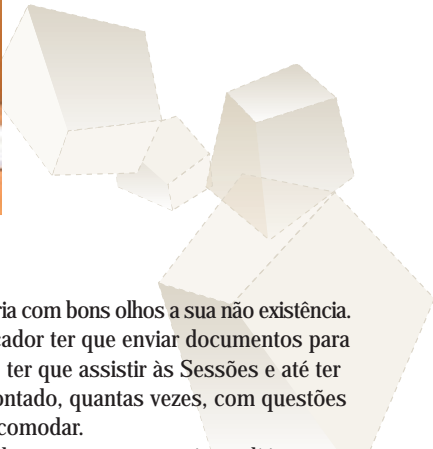 ria com bons olhos a sua não existência.
ador ter que enviar documentos para
ter que assistir às Sessões e até ter
ontado, quantas vezes, com questões
comodar.